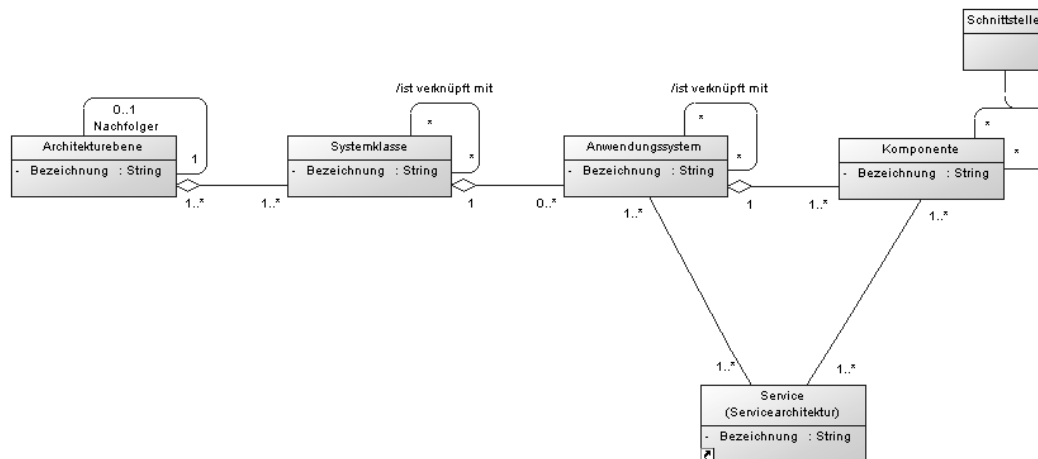 Schnittstelle
/ist verknüpft mit
/ist verknüpft mit
0..1
Nachfolger
1
*
*
*
*
*
*
Architekturebene
- Bezeichnung : String
Systemklasse
- Bezeichnung : String
Anwendungssystem
- Bezeichnung : String
Komponente
- Bezeichnung : String
1..*
1..*
1
0..*
1..*
1
1..*
1..*
1..*
1..*
Service
(Servicearchitektur)
- Bezeichnung : String